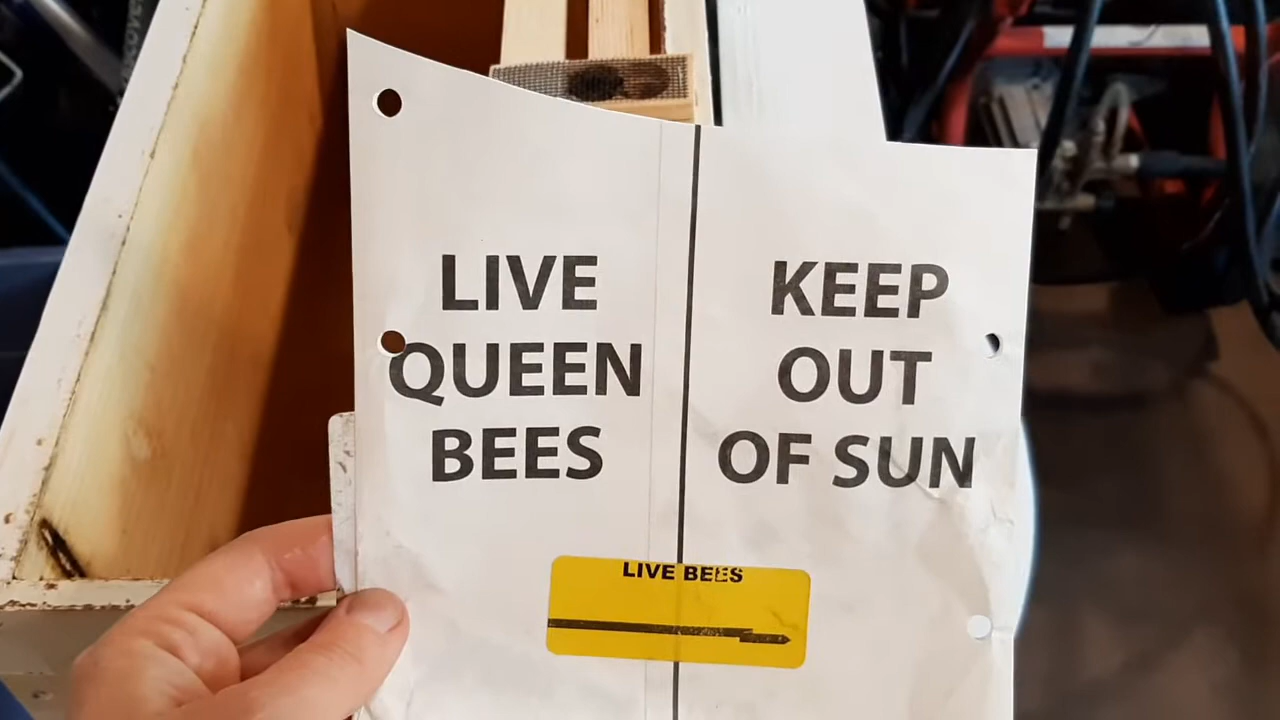 LIVE
QUEEN
BEES
KEEP
OUT
OF SUN
LIVE BEES